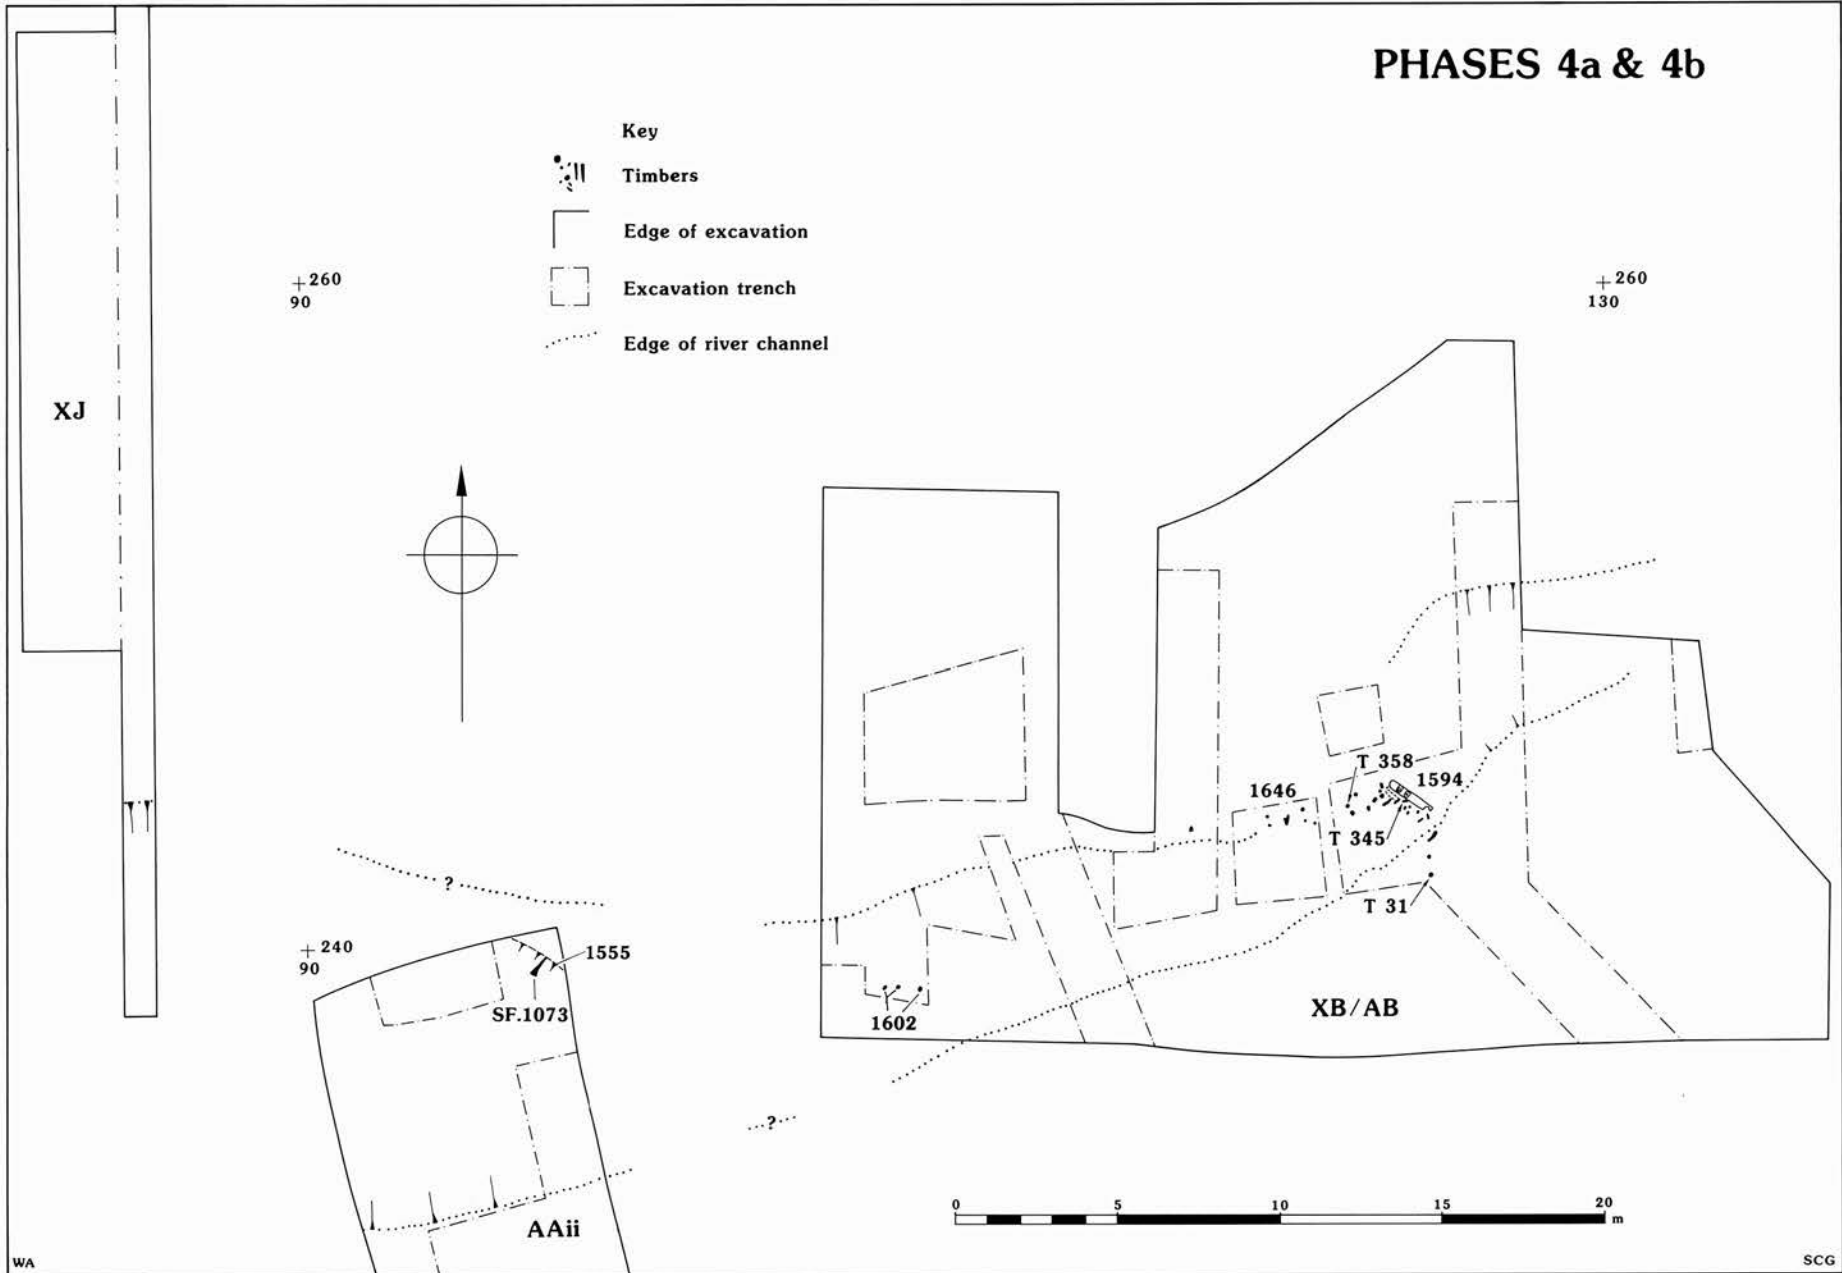 PHASES 4a & 4b
Key
Timbers
Edge of excavation
Excavation trench
Edge of river channel
260
90
260
130
XJ
T 358
1594
1646
T 345
T 31
?
240
90
1555
SF.1073
1602
XB/AB
?
AAii
0 5 10 15 20
m
WA
SCG